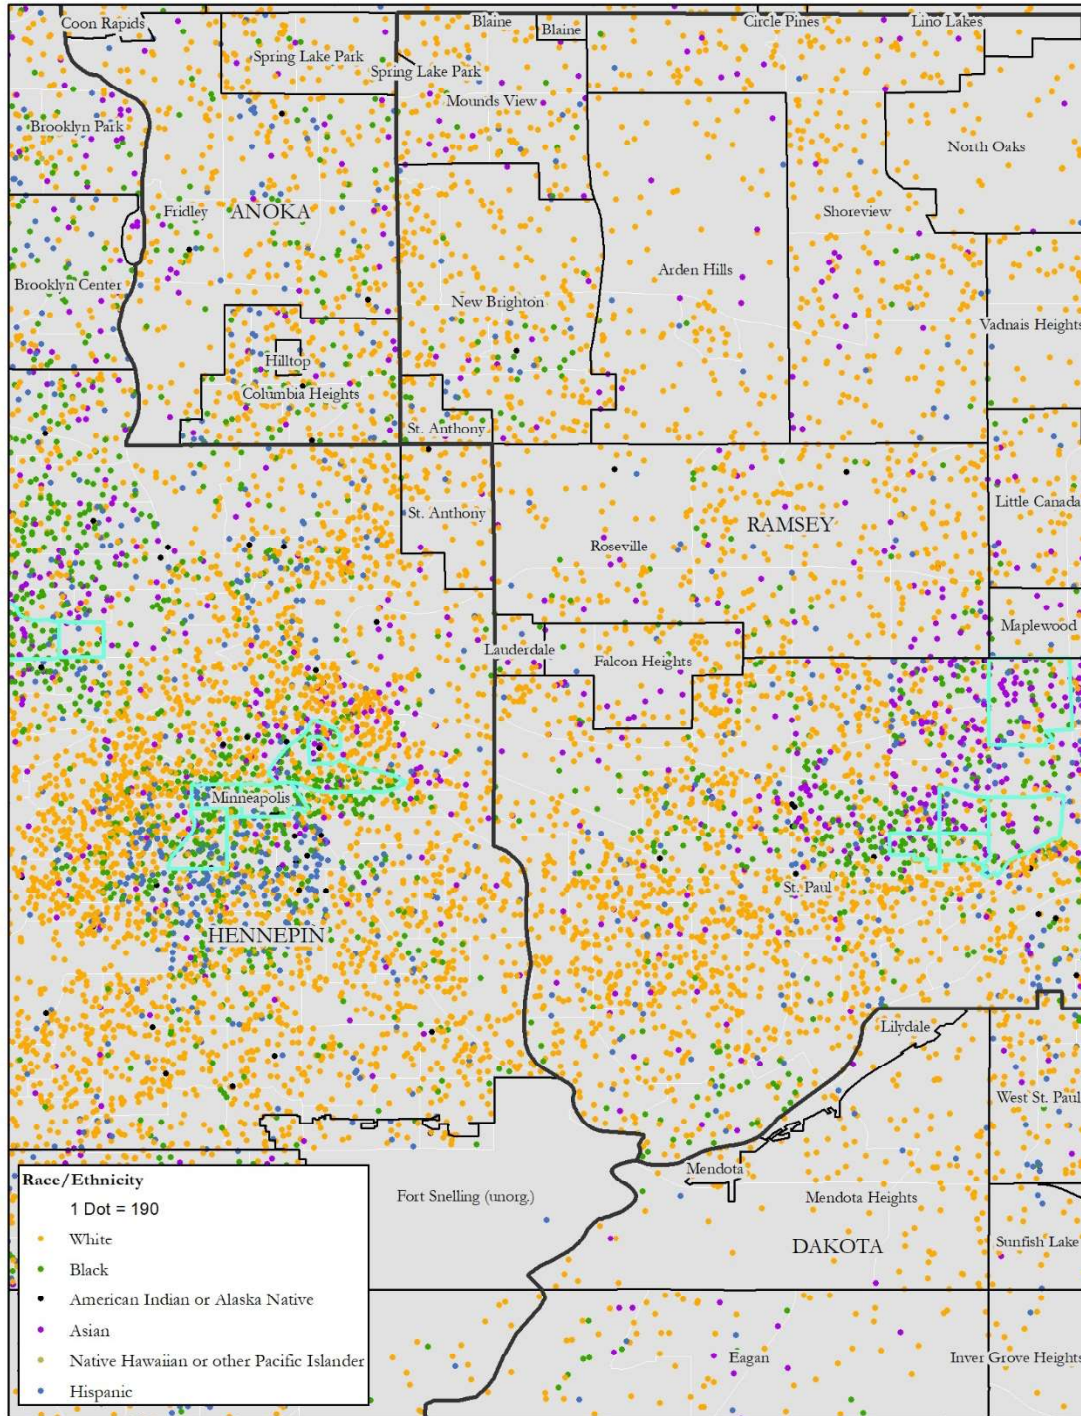 Coon Rapids
Blaine
Circle Pines
Lino Lakes
Blaine
Spring Lake Park
Spring Lake Park
Mounds View
Brooklyn Park
North Oaks
Fridley
ANOKA
Shoreview
Arden Hills
Brooklyn Center
New Brighton
Vadnais Heights
Hilltop
Columbia Heights
St. Anthony
St. Anthony
Little Canada
RAMSEY
Roseville
Maplewood
Lauderdale
Falcon Heights
Minneapolis
St. Paul
HENNEPIN
Lilydale
West St. Paul
Mendota
Fort Snelling (unorg.)
Mendota Heights
Sunfish Lake
DAKOTA
Eagan
Inver Grove Heights
Race/Ethnicity
1 Dot = 190
White
Black
American Indian or Alaska Native
Asian
Native Hawaiian or other Pacific Islander
Hispanic